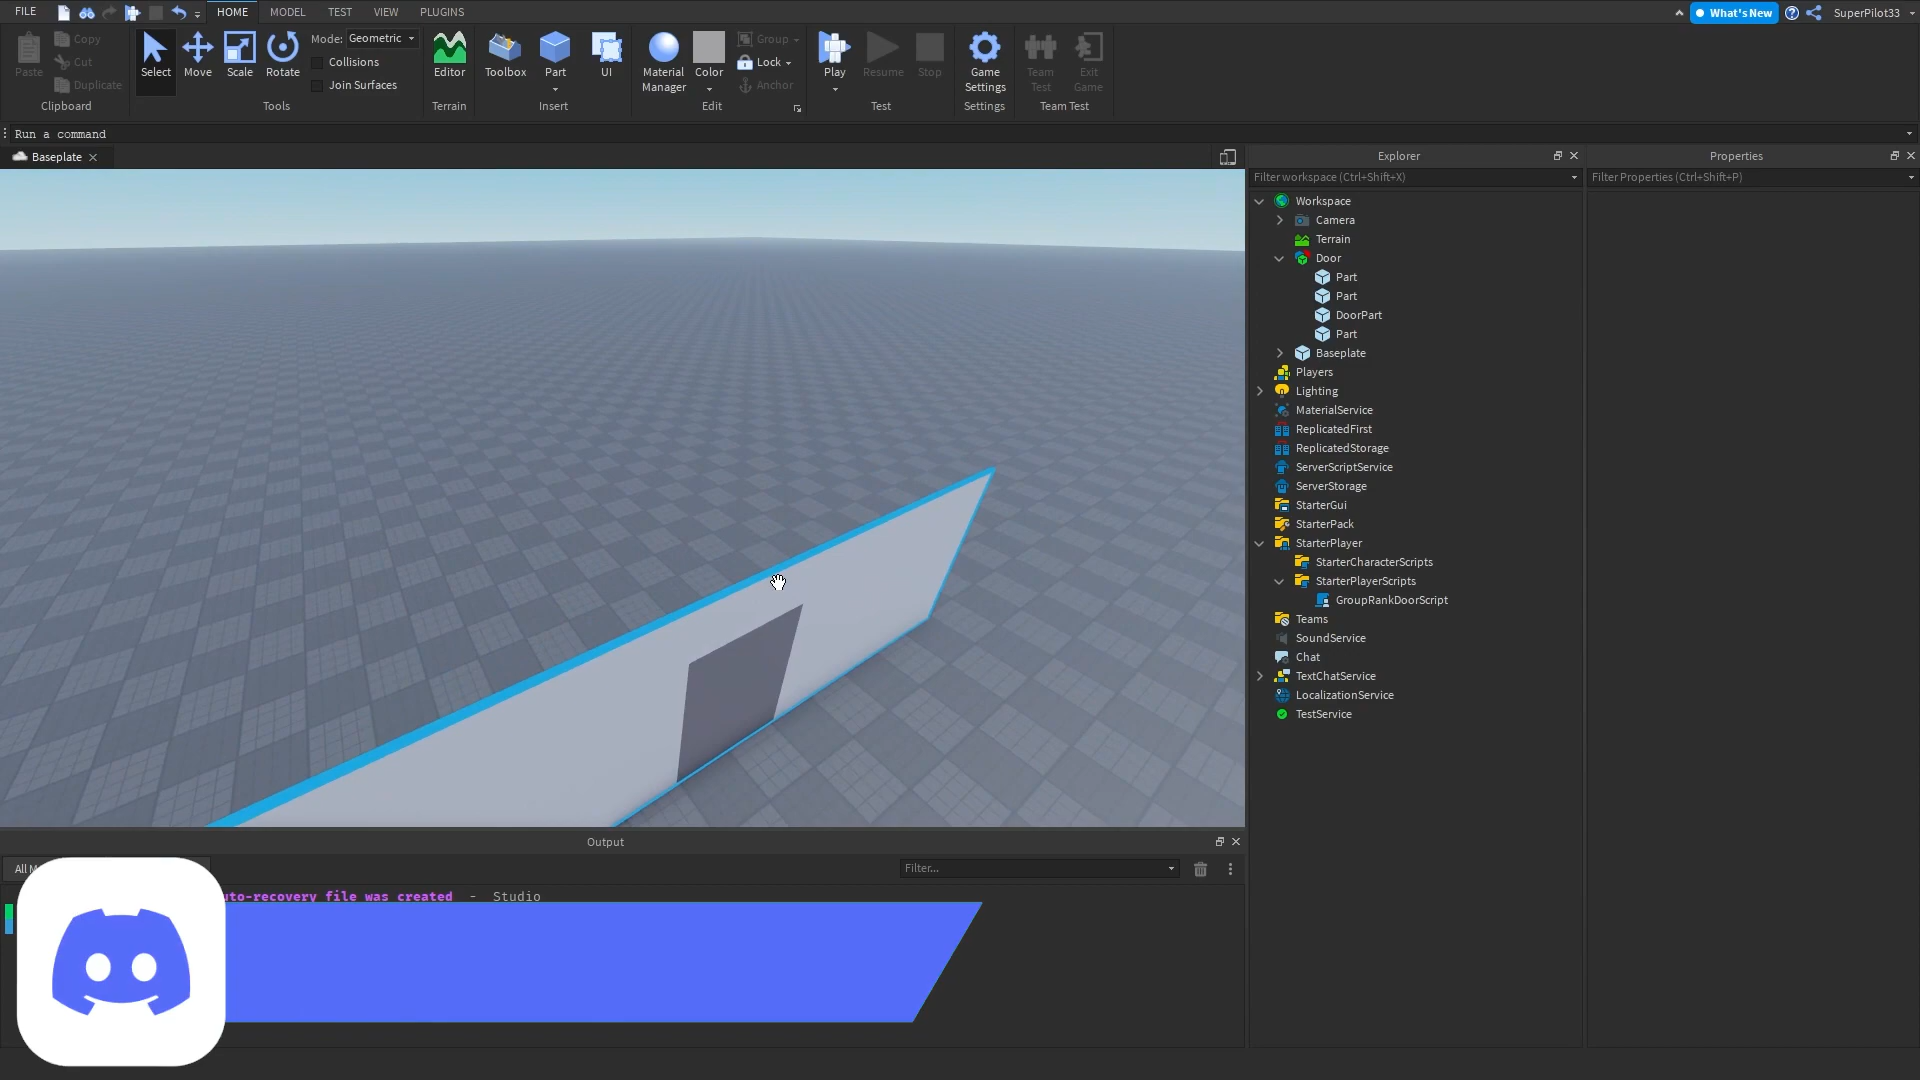 FILE
HOME
MODEL
TEST
VIEW
PLUGINS
What's New
SuperPilot33
Paste
Copy
Cut
Duplicate
Clipboard
Select
Move
Scale
Rotate
Mode: Geometric
Collisions
Join Surfaces
Tools
Editor
Terrain
Toolbox
Part
UI
Insert
Material
Manager
Color
Group
Lock
Anchor
Edit
Play
Resume
Stop
Test
Game
Settings
Settings
Team
Test
Exit
Game
Team Test
Run a command
Baseplate
Explorer
Filter workspace (Ctrl+Shift+X)
Workspace
Camera
Terrain
Door
Part
Part
DoorPart
Part
Baseplate
Players
Lighting
MaterialService
ReplicatedFirst
ReplicatedStorage
ServerScriptService
ServerStorage
StarterGui
StarterPack
StarterPlayer
StarterCharacterScripts
StarterPlayerScripts
GroupRankDoorScript
Teams
SoundService
Chat
TextChatService
LocalizationService
TestService
Properties
Filter Properties (Ctrl+Shift+P)
Output
All
Filter...
uto-recovery file was created - Studio